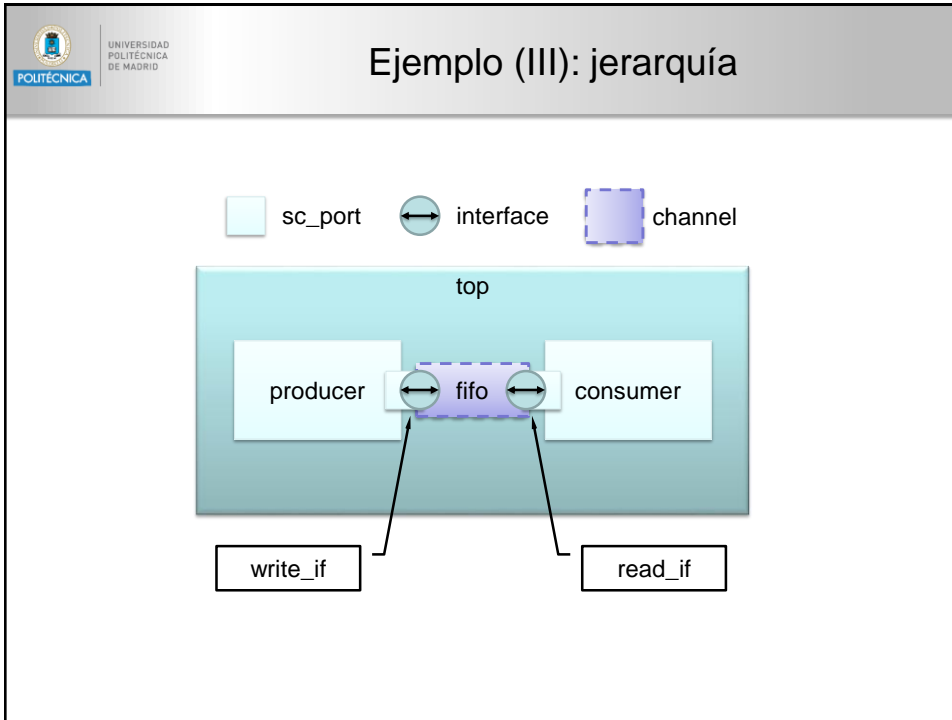 POLITÉCNICA
UNIVERSIDAD
POLITÉCNICA
DE MADRID
Ejemplo (III): jerarquía
sc_port interface channel
top
producer fifo consumer
write_if read_if